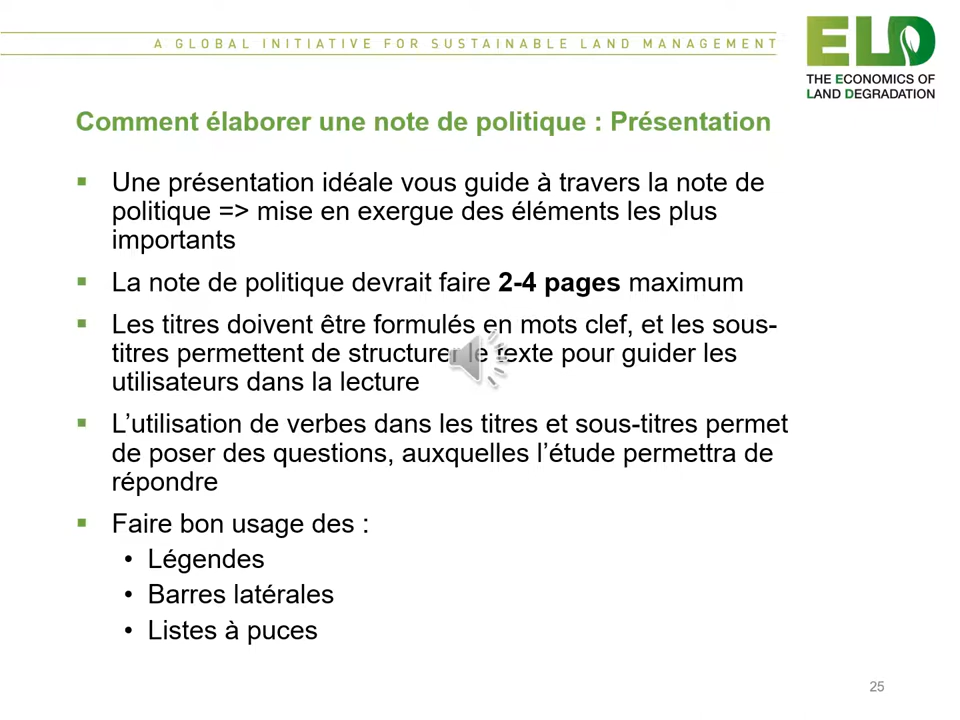 A GLOBAL INITIATIVE FOR SUSTAINABLE LAND MANAGEMENT
ELD
THE ECONOMICS OF
LAND DEGRADATION
Comment élaborer une note de politique : Présentation
Une présentation idéale vous guide à travers la note de
politique => mise en exergue des éléments les plus
importants
La note de politique devrait faire 2-4 pages maximum
Les titres doivent être formulés en mots clef, et les sous-
titres permettent de structurer le texte pour guider les
utilisateurs dans la lecture
L’utilisation de verbes dans les titres et sous-titres permet
de poser des questions, auxquelles l’étude permettra de
répondre
Faire bon usage des :
• Légendes
• Barres latérales
• Listes à puces
25